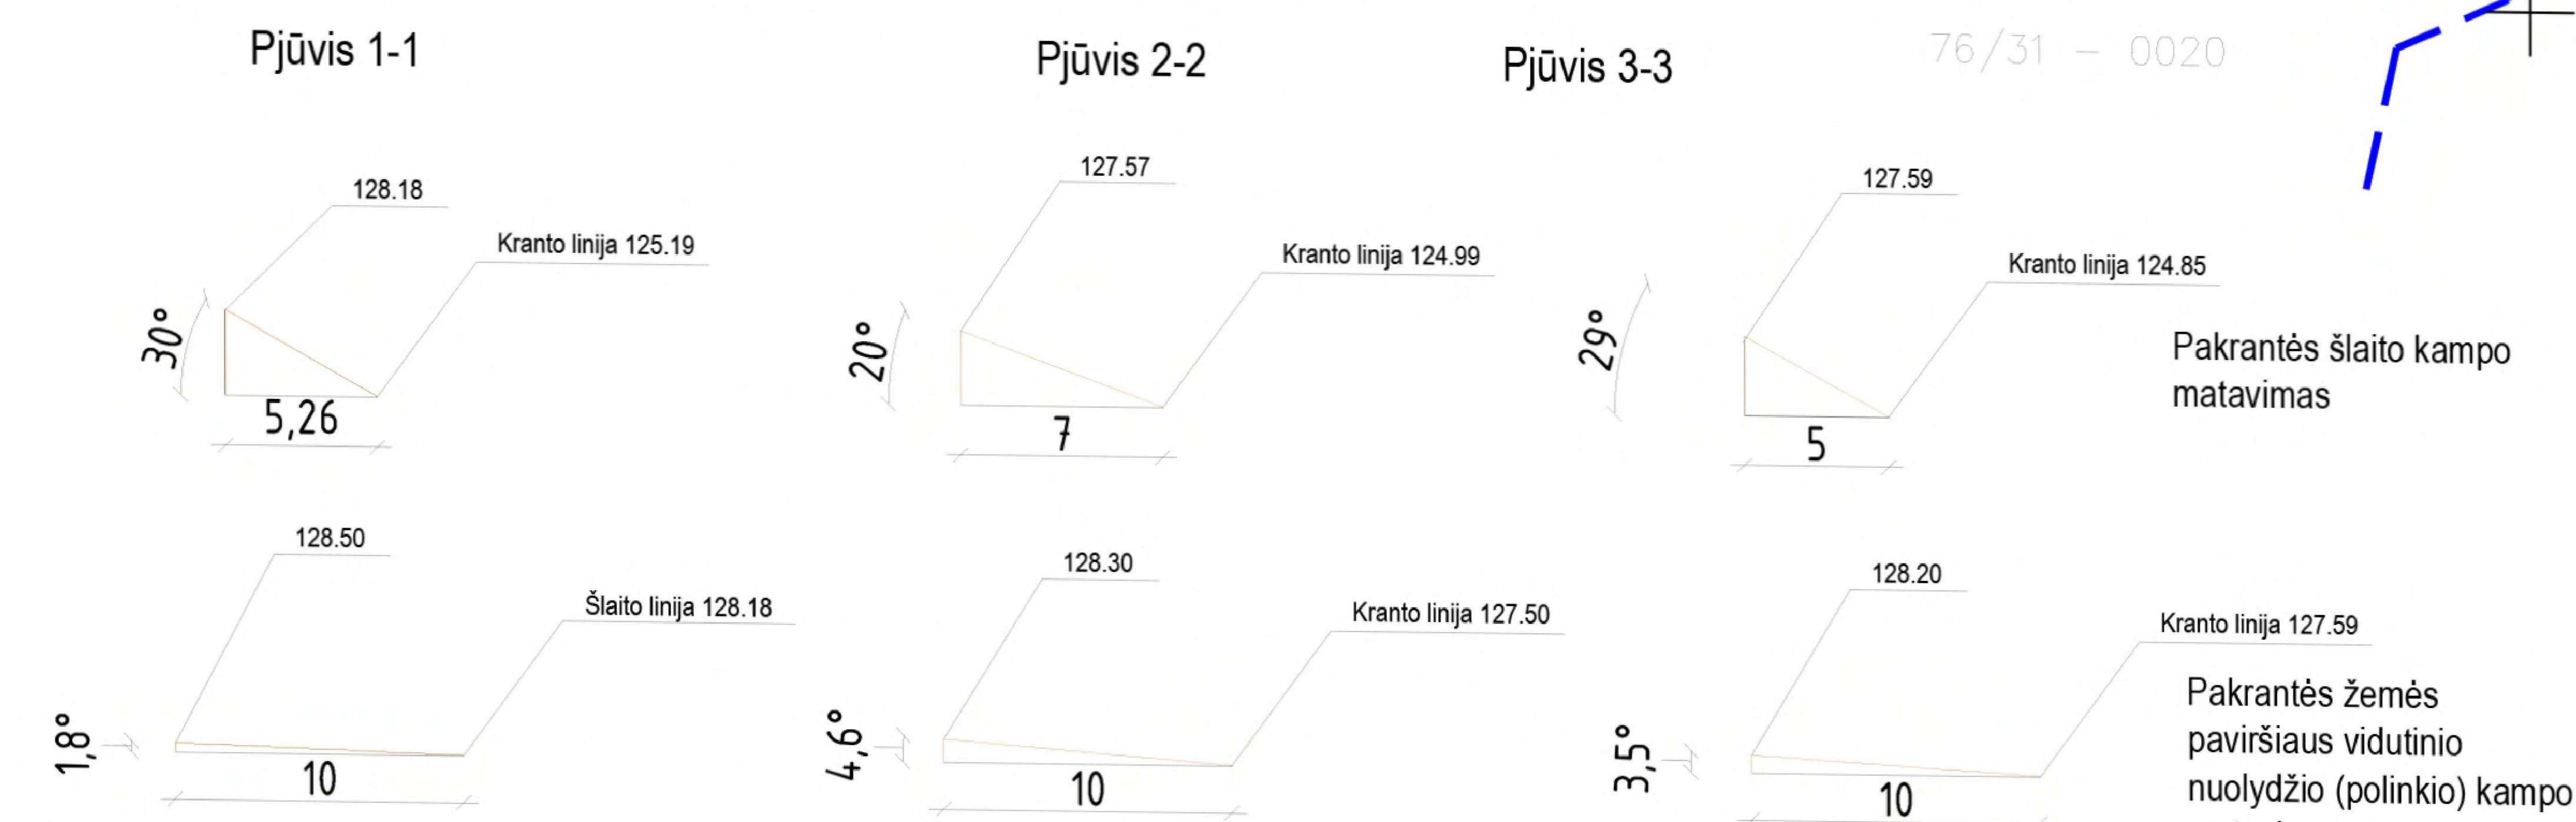 Pjūvis 1-1
Pjūvis 2-2
Pjūvis 3-3
76/31 - 0020
128.18
Kranto linija 125.19
30°
5,26
127.57
Kranto linija 124.99
20°
7
127.59
Kranto linija 124.85
29°
5
Pakrantės šlaito kampo
matavimas
128.50
Šlaito linija 128.18
1,8°
10
128.30
Kranto linija 127.50
4,6°
10
128.20
Kranto linija 127.59
3,5°
10
Pakrantės žemės
paviršiaus vidutinio
nuolydžio (polinkio) kampo